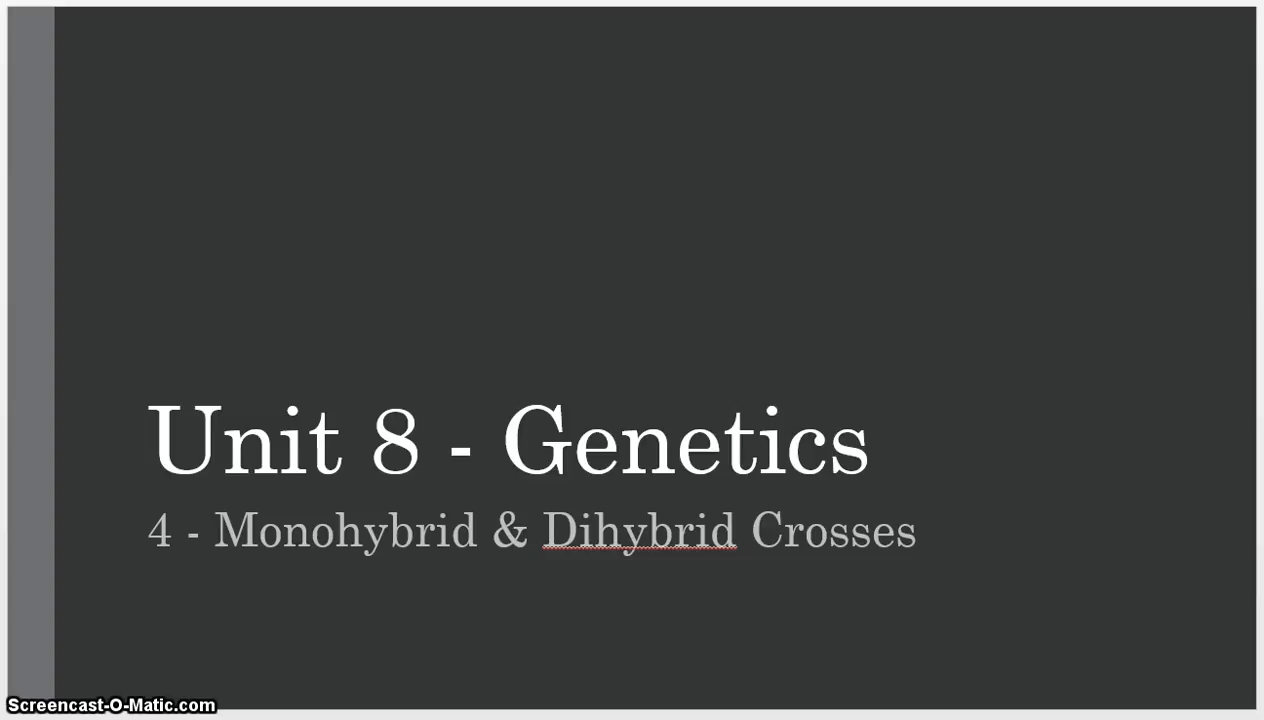 Unit 8 - Genetics
4 - Monohybrid & Dihybrid Crosses
Screencast-O-Matic.com